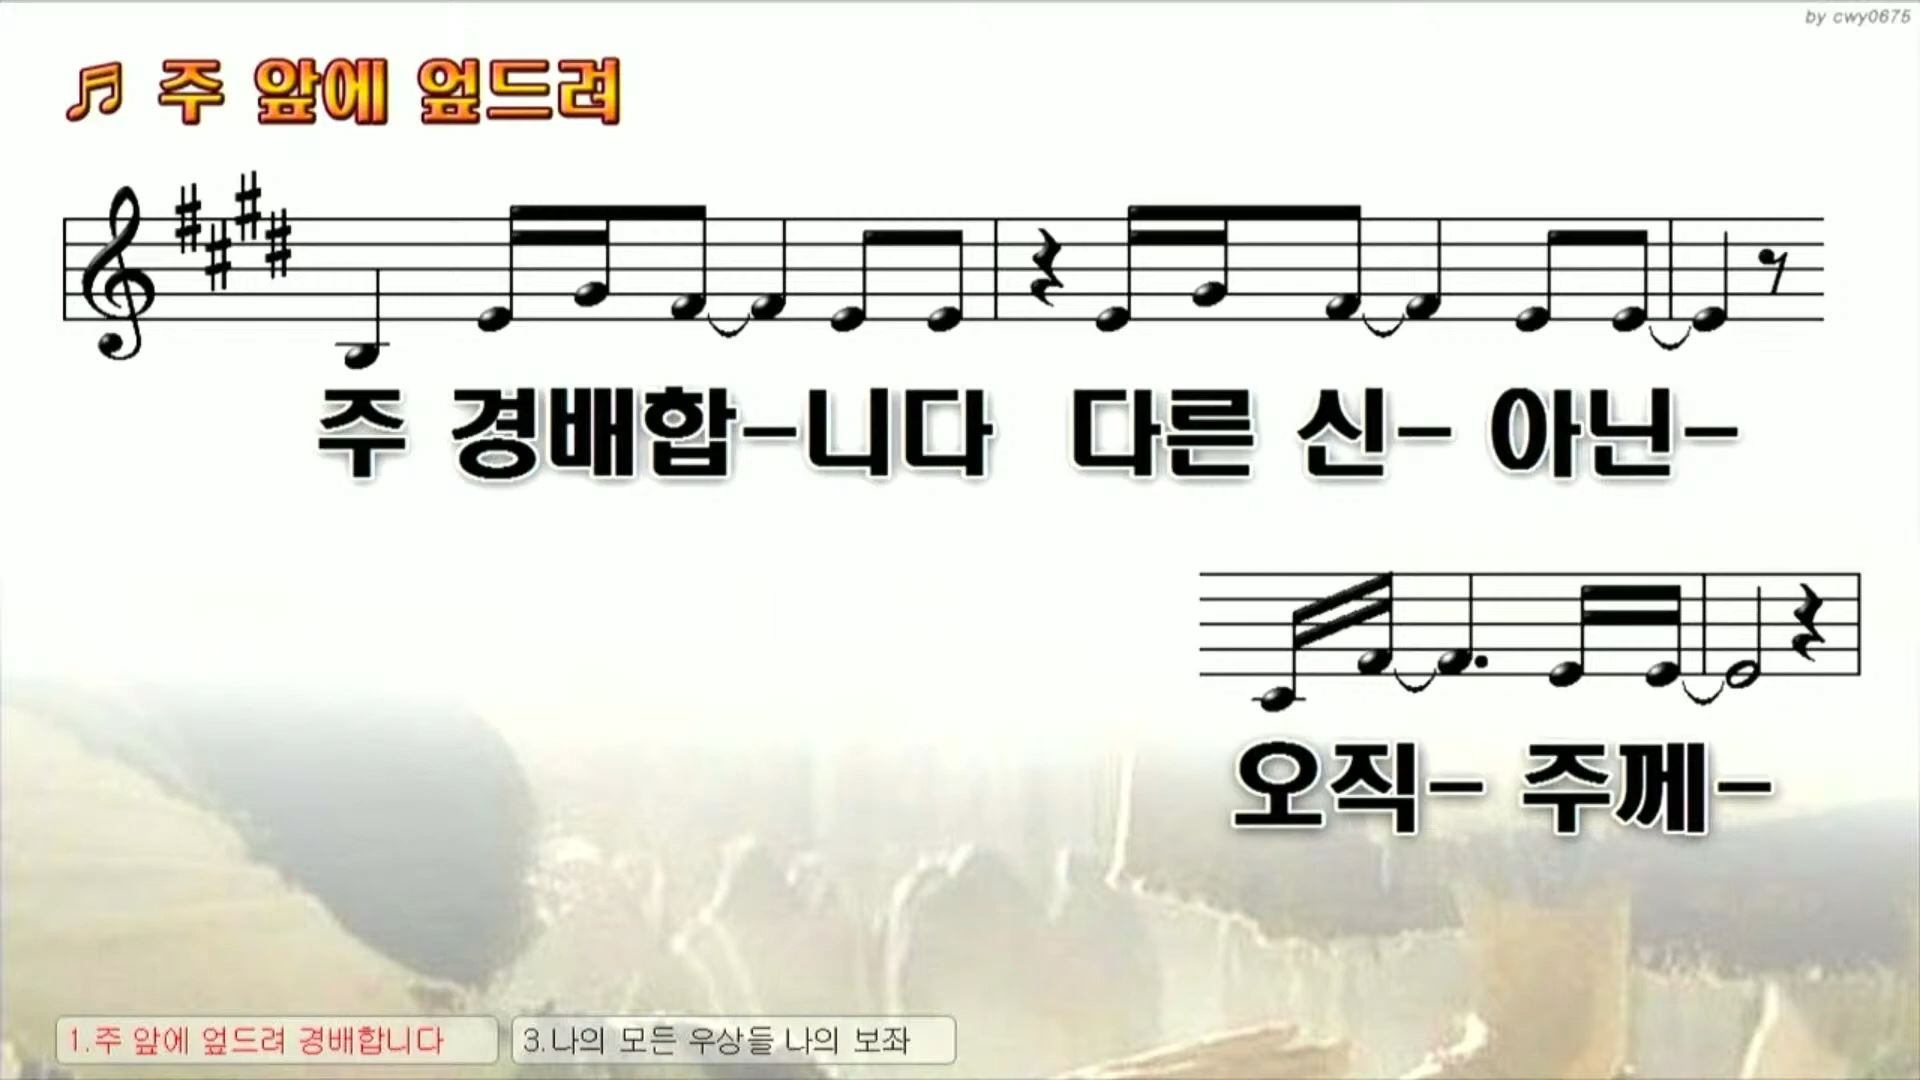 by cwy0675
주 앞에 엎드려
주 경배합-니다 다른 신- 아닌-
오직- 주께-
1.주 앞에 엎드려 경배합니다
3.나의 모든 우상들 나의 보좌